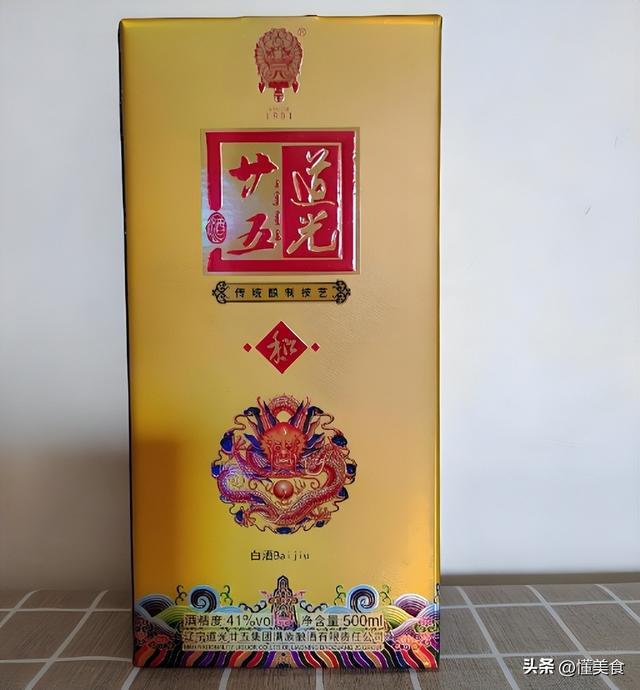 ®
1801
道光
廿五
酒
传统酿制技艺
和
白酒Baijiu
酒精度:41%vol 净含量:500ml
辽宁道光廿五集团满族酿酒有限责任公司
头条 @懂美食